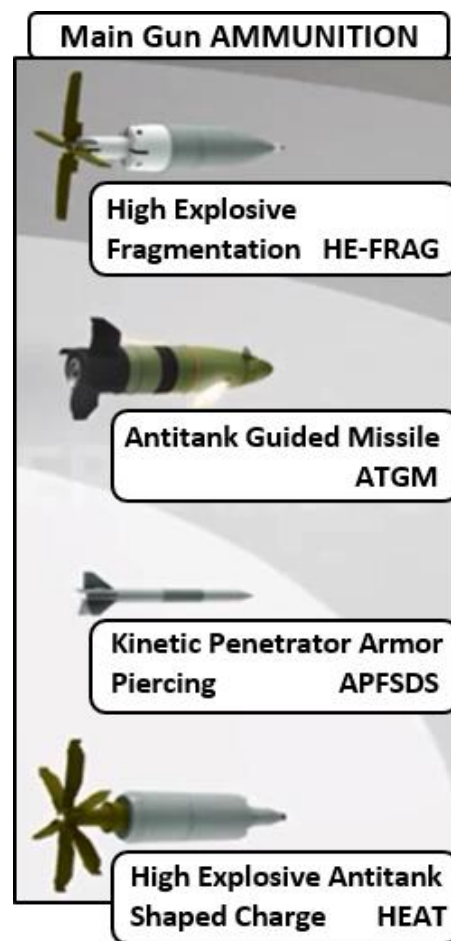 Main Gun AMMUNITION
High Explosive
Fragmentation HE-FRAG
Antitank Guided Missile
ATGM
Kinetic Penetrator Armor
Piercing APFSDS
High Explosive Antitank
Shaped Charge HEAT